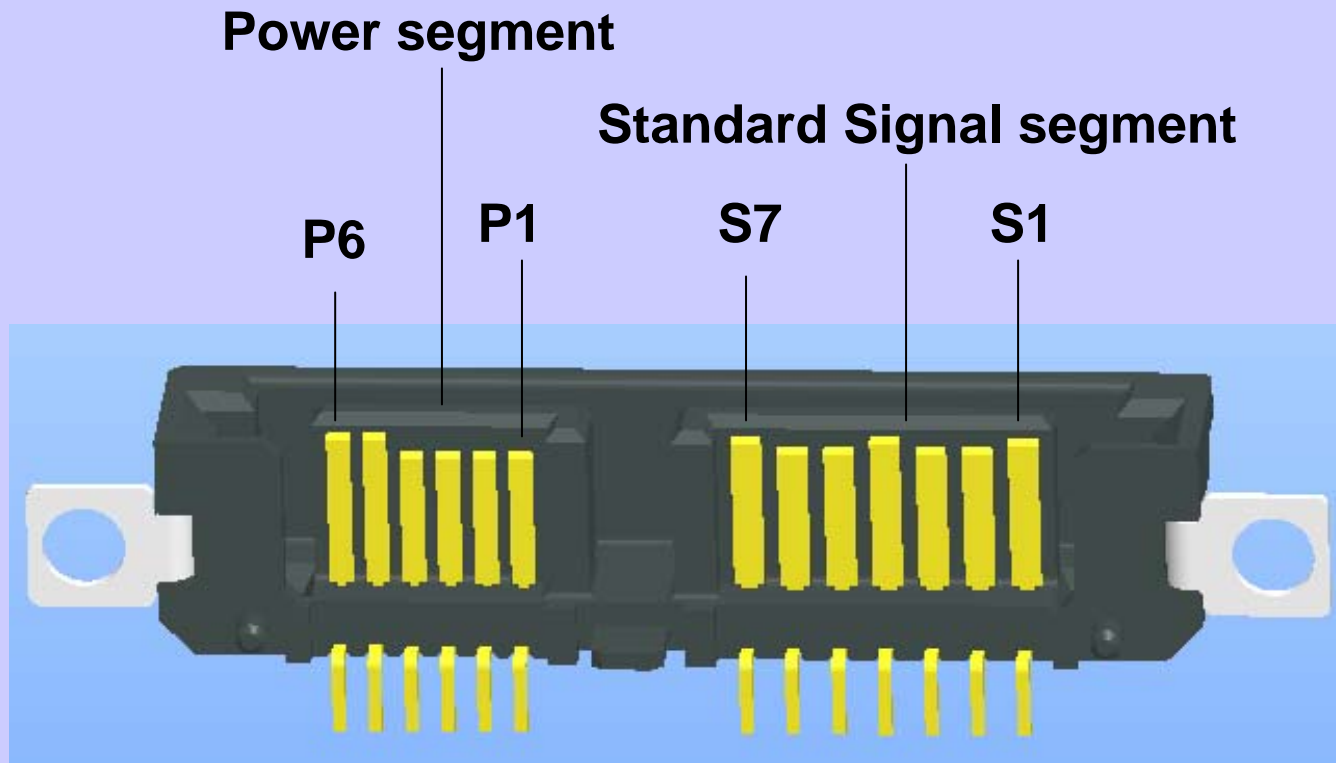 Power segment
Standard Signal segment
P6
P1
S7
S1